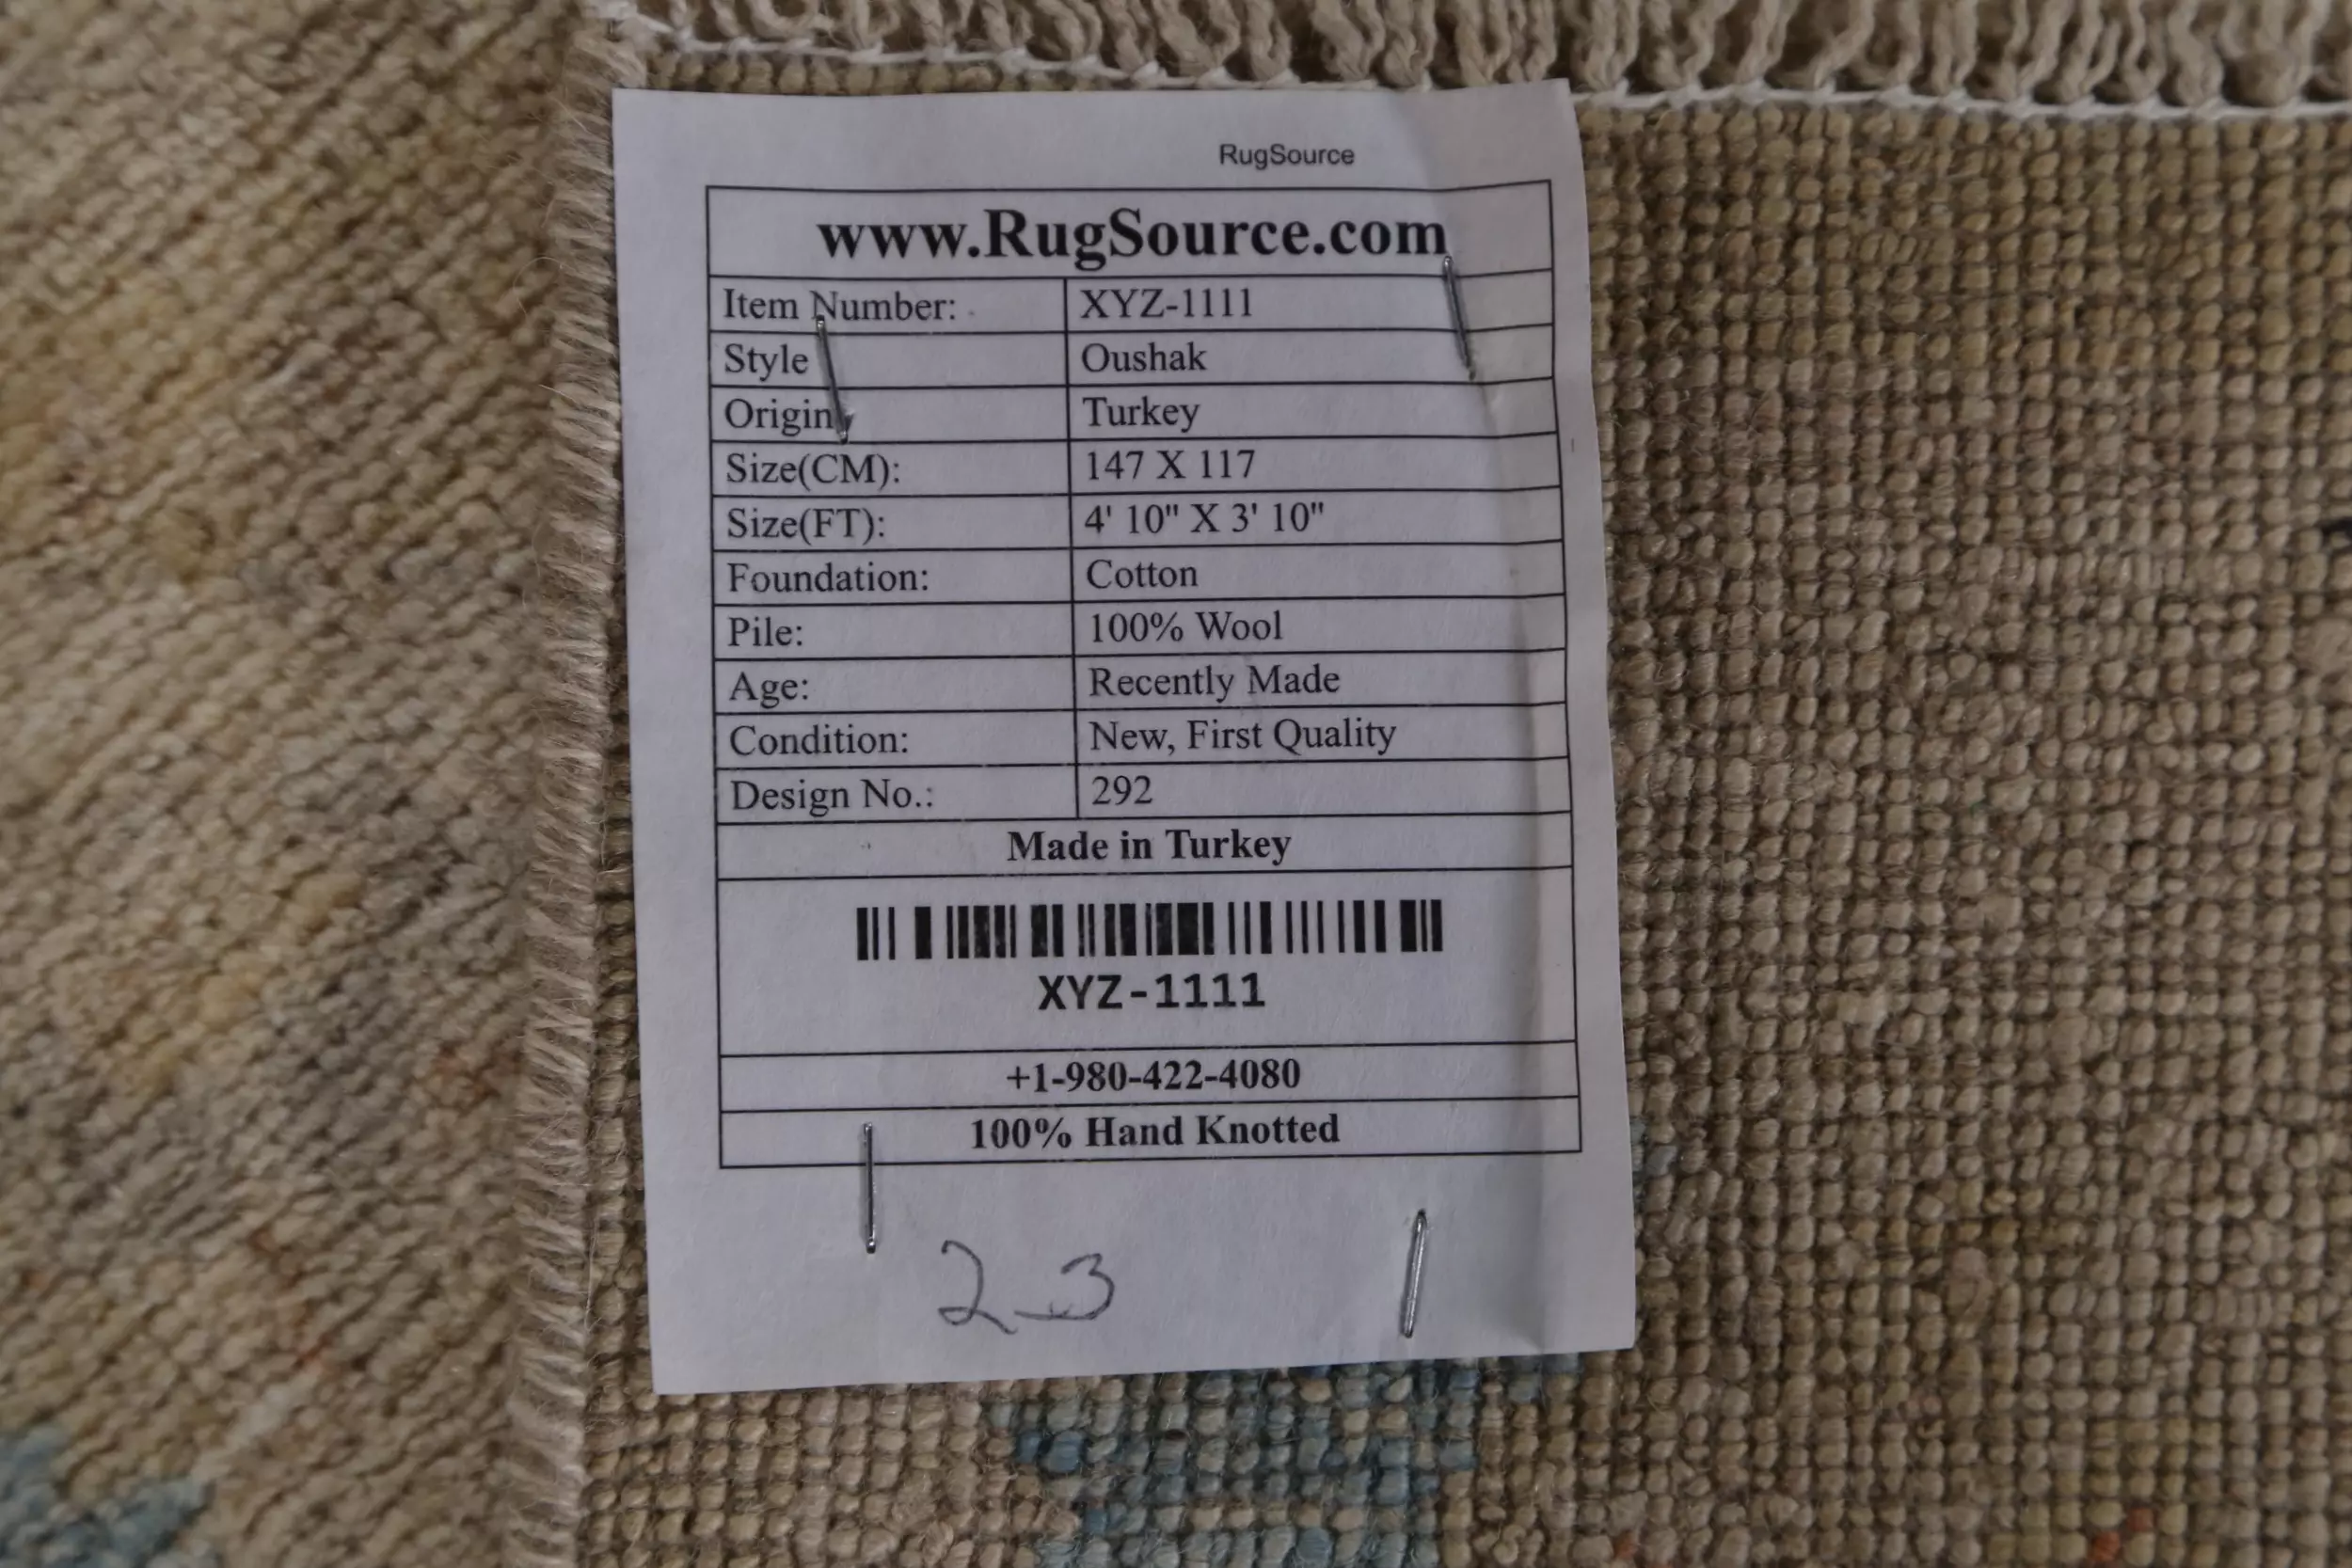 RugSource
www.RugSource.com
Item Number: XYZ-1111
Style Oushak
Origin Turkey
Size(CM): 147 X 117
Size(FT): 4' 10" X 3' 10"
Foundation: Cotton
Pile: 100% Wool
Age: Recently Made
Condition: New, First Quality
Design No.: 292
Made in Turkey
XYZ-1111
+1-980-422-4080
100% Hand Knotted
2-3